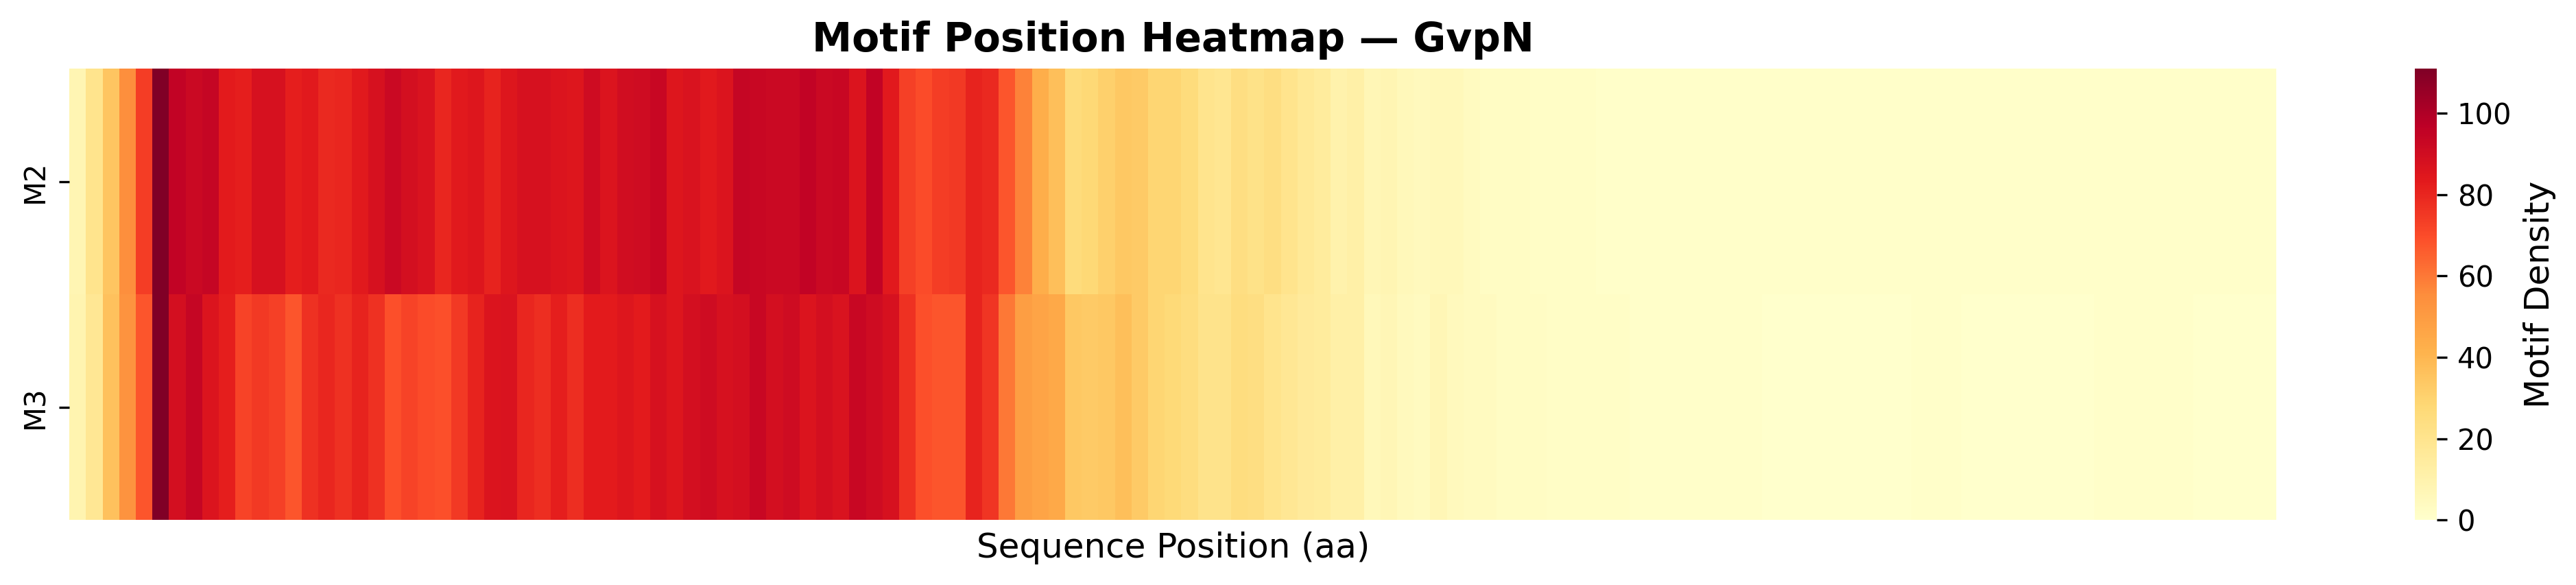 Motif Position Heatmap — GvpN
M2
M3
Sequence Position (aa)
100
80
60
40
20
0
Motif Density